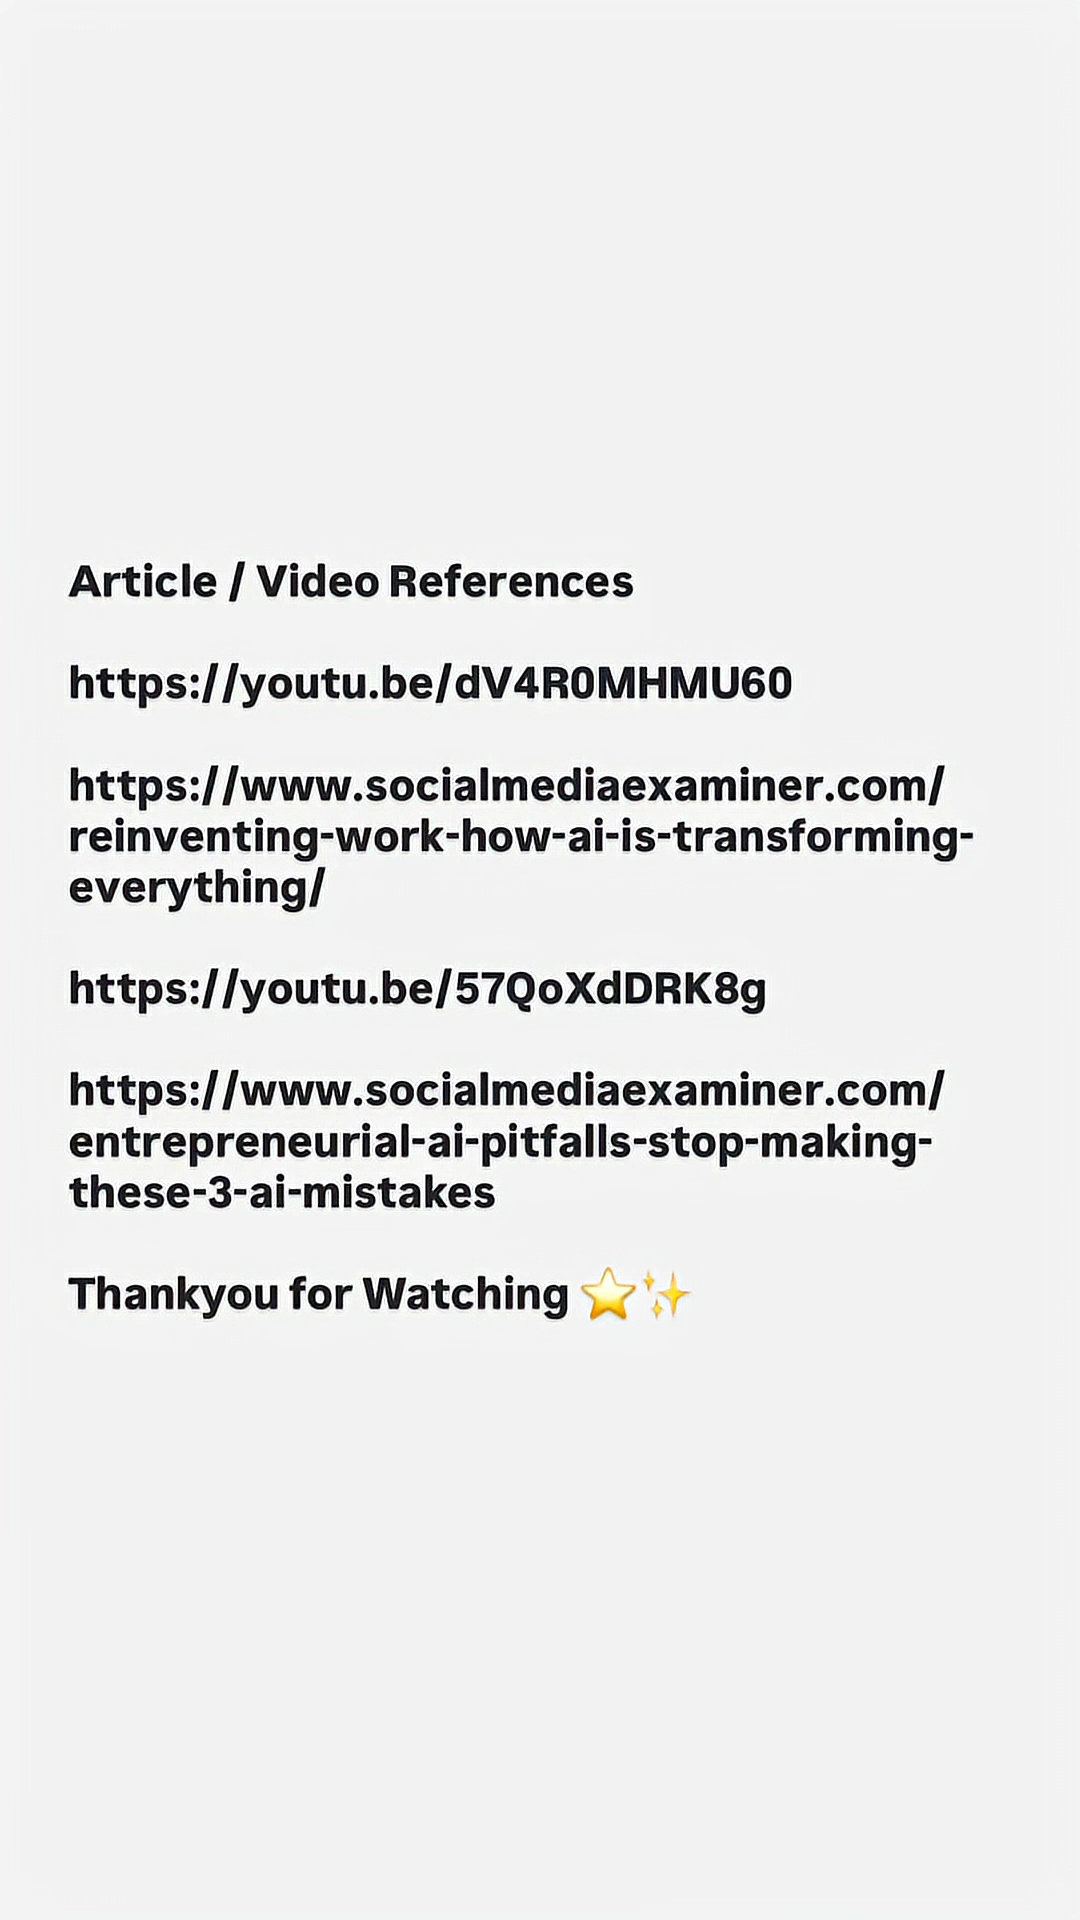 Article / Video References
https://youtu.be/dV4R0MHMU60
https://www.socialmediaexaminer.com/
reinventing-work-how-ai-is-transforming-
everything/
https://youtu.be/57QoXdDRK8g
https://www.socialmediaexaminer.com/
entrepreneurial-ai-pitfalls-stop-making-
these-3-ai-mistakes
Thankyou for Watching ⭐✨